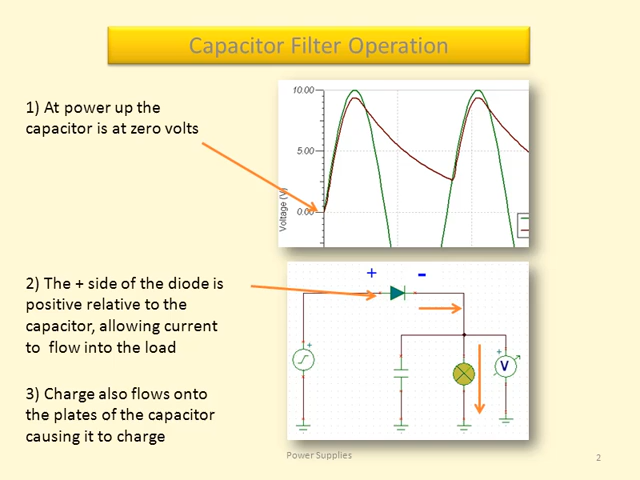 Capacitor Filter Operation
1) At power up the
capacitor is at zero volts
10.00
5.00
0.00
Voltage (V)
2) The + side of the diode is
positive relative to the
capacitor, allowing current
to flow into the load
3) Charge also flows onto
the plates of the capacitor
causing it to charge
+ -
+
+
V
Power Supplies
2